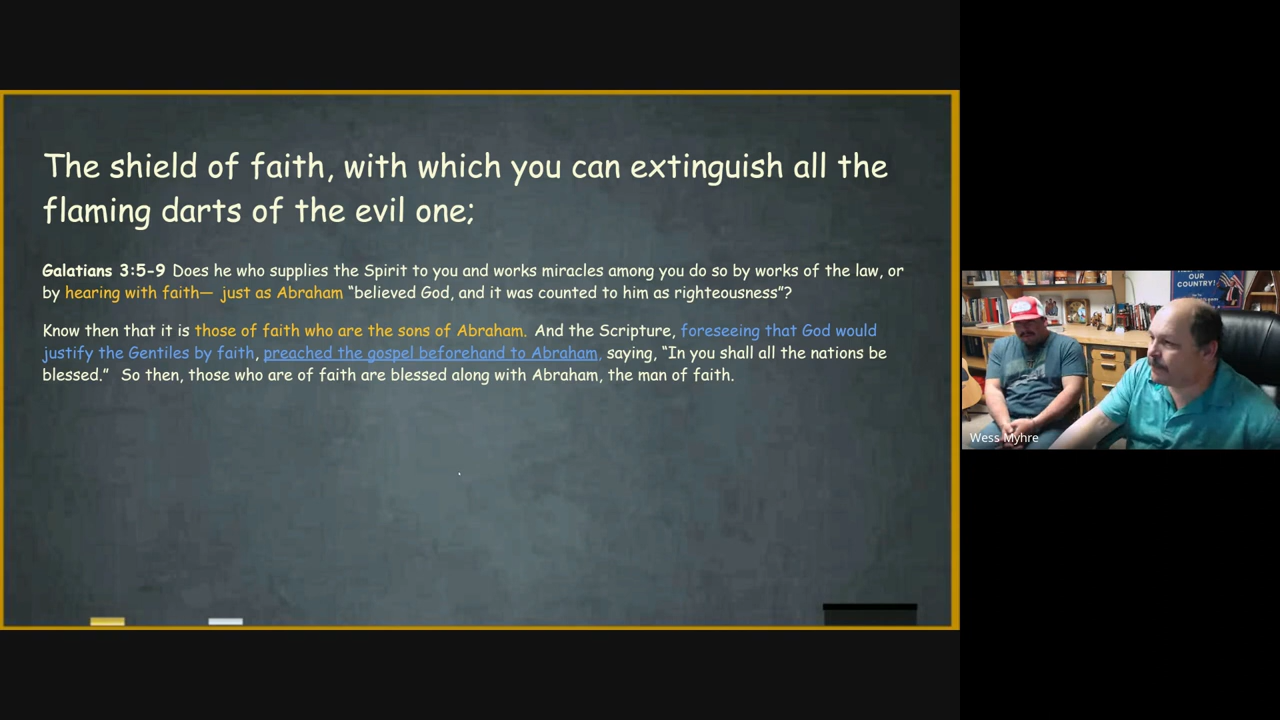 The shield of faith, with which you can extinguish all the
flaming darts of the evil one;
Galatians 3:5-9 Does he who supplies the Spirit to you and works miracles among you do so by works of the law, or
by hearing with faith— just as Abraham “believed God, and it was counted to him as righteousness”?
Know then that it is those of faith who are the sons of Abraham. And the Scripture, foreseeing that God would
justify the Gentiles by faith, preached the gospel beforehand to Abraham, saying, “In you shall all the nations be
blessed.” So then, those who are of faith are blessed along with Abraham, the man of faith.
OUR
COUNTRY!
Wess Myhre